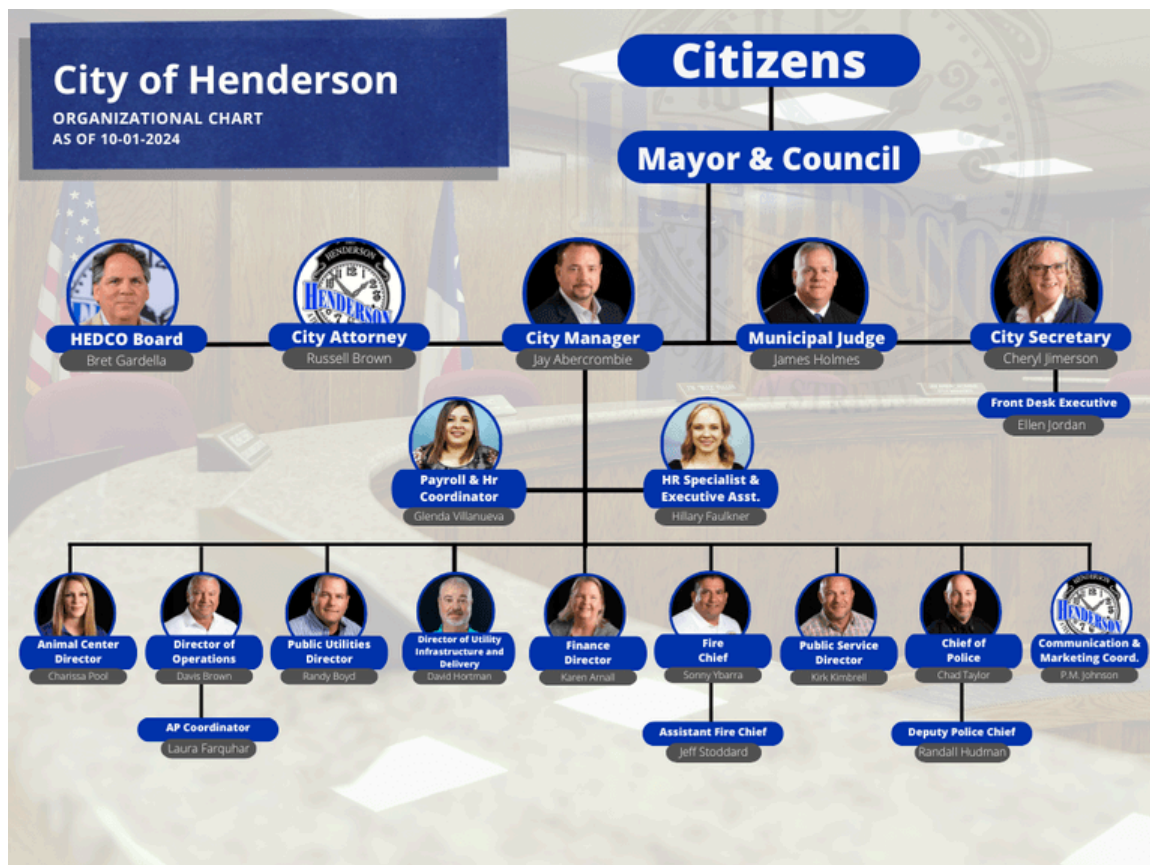 City of Henderson
ORGANIZATIONAL CHART
AS OF 10-01-2024
Citizens
Mayor & Council
HEDCO Board
Bret Gardella
HENDERSON
HENDERSON
City Attorney
Russell Brown
City Manager
Jay Abercrombie
Municipal Judge
James Holmes
City Secretary
Cheryl Jimerson
Front Desk Executive
Ellen Jordan
Payroll & Hr
Coordinator
Glenda Villanueva
HR Specialist &
Executive Asst.
Hillary Faulkner
Animal Center
Director
Charissa Pool
Director of
Operations
Davis Brown
Public Utilities
Director
Randy Boyd
Director of Utility
Infrastructure and
Delivery
David Hortman
Finance
Director
Karen Arnall
Fire
Chief
Sonny Ybarra
Public Service
Director
Kirk Kimbrell
Chief of
Police
Chad Taylor
HENDERSON
HENDERSON
Communication &
Marketing Coord.
P.M. Johnson
AP Coordinator
Laura Farquhar
Assistant Fire Chief
Jeff Stoddard
Deputy Police Chief
Randall Hudman